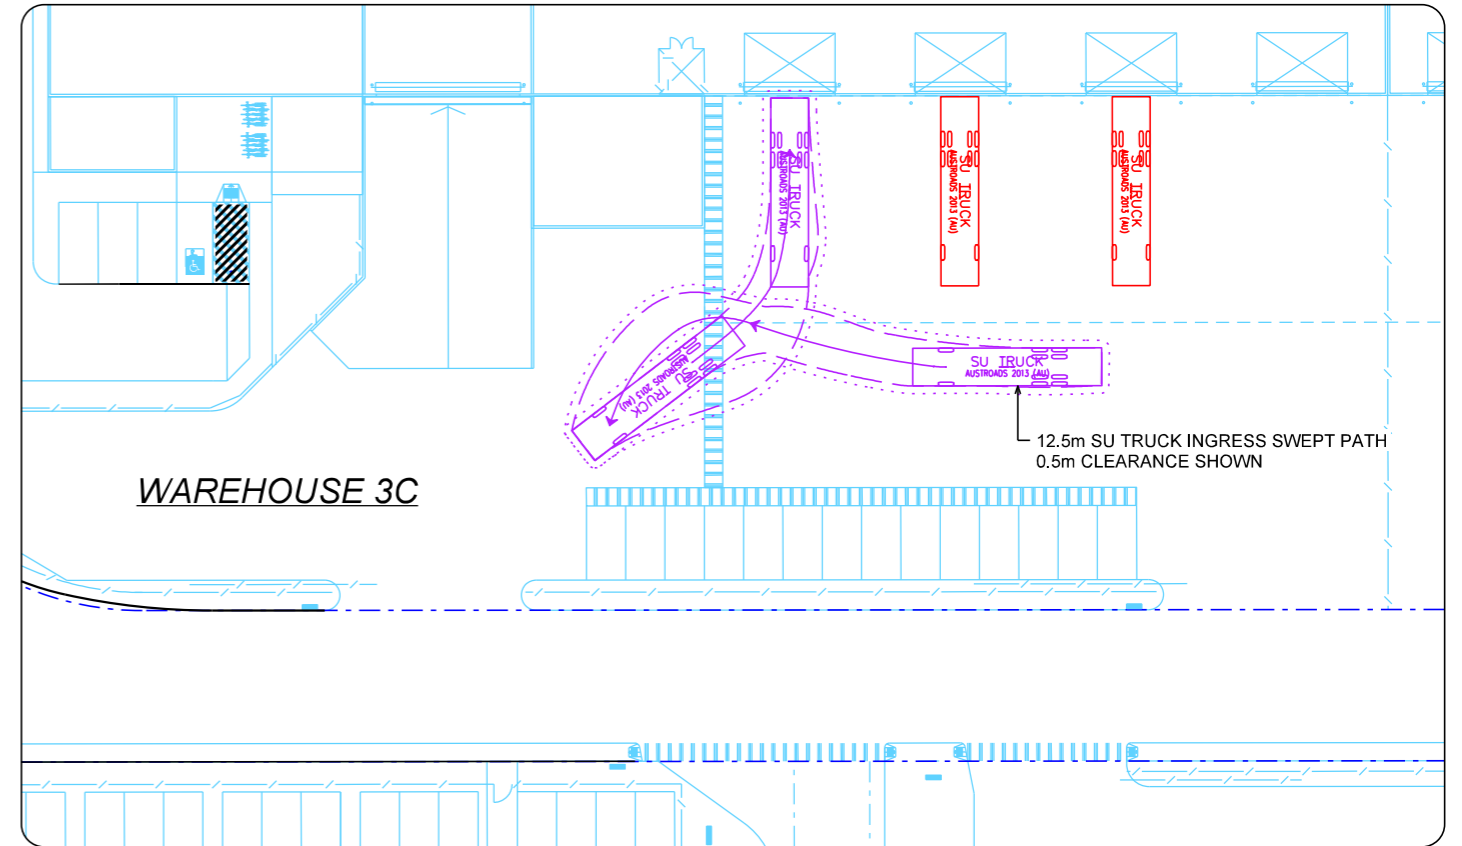 SU TRUCK
AUSTROADS 2013 (AU)
SU TRUCK
AUSTROADS 2013 (AU)
SU TRUCK
AUSTROADS 2013 (AU)
SU TRUCK
AUSTROADS 2013 (AU)
SU TRUCK
AUSTROADS 2013 (AU)
12.5m SU TRUCK INGRESS SWEPT PATH
0.5m CLEARANCE SHOWN
WAREHOUSE 3C